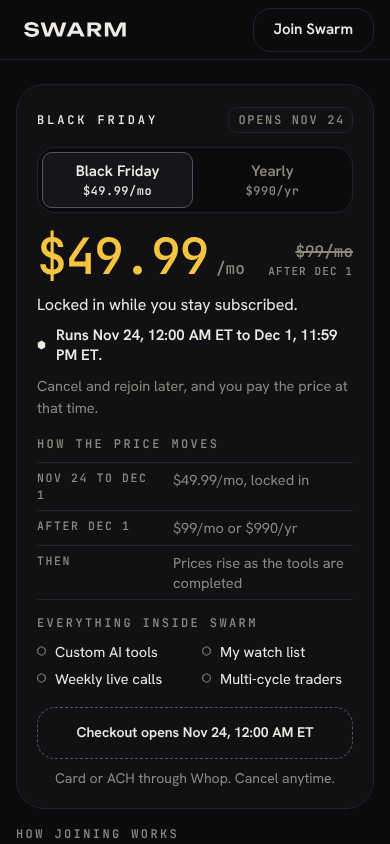 SWARM
Join Swarm
BLACK FRIDAY
OPENS NOV 24
Black Friday
$49.99/mo
Yearly
$990/yr
$49.99 /mo
$99/mo
AFTER DEC 1
Locked in while you stay subscribed.
Runs Nov 24, 12:00 AM ET to Dec 1, 11:59
PM ET.
Cancel and rejoin later, and you pay the price at
that time.
HOW THE PRICE MOVES
NOV 24 TO DEC
1
$49.99/mo, locked in
AFTER DEC 1
$99/mo or $990/yr
THEN
Prices rise as the tools are
completed
EVERYTHING INSIDE SWARM
Custom AI tools
My watch list
Weekly live calls
Multi-cycle traders
Checkout opens Nov 24, 12:00 AM ET
Card or ACH through Whop. Cancel anytime.
HOW JOINING WORKS